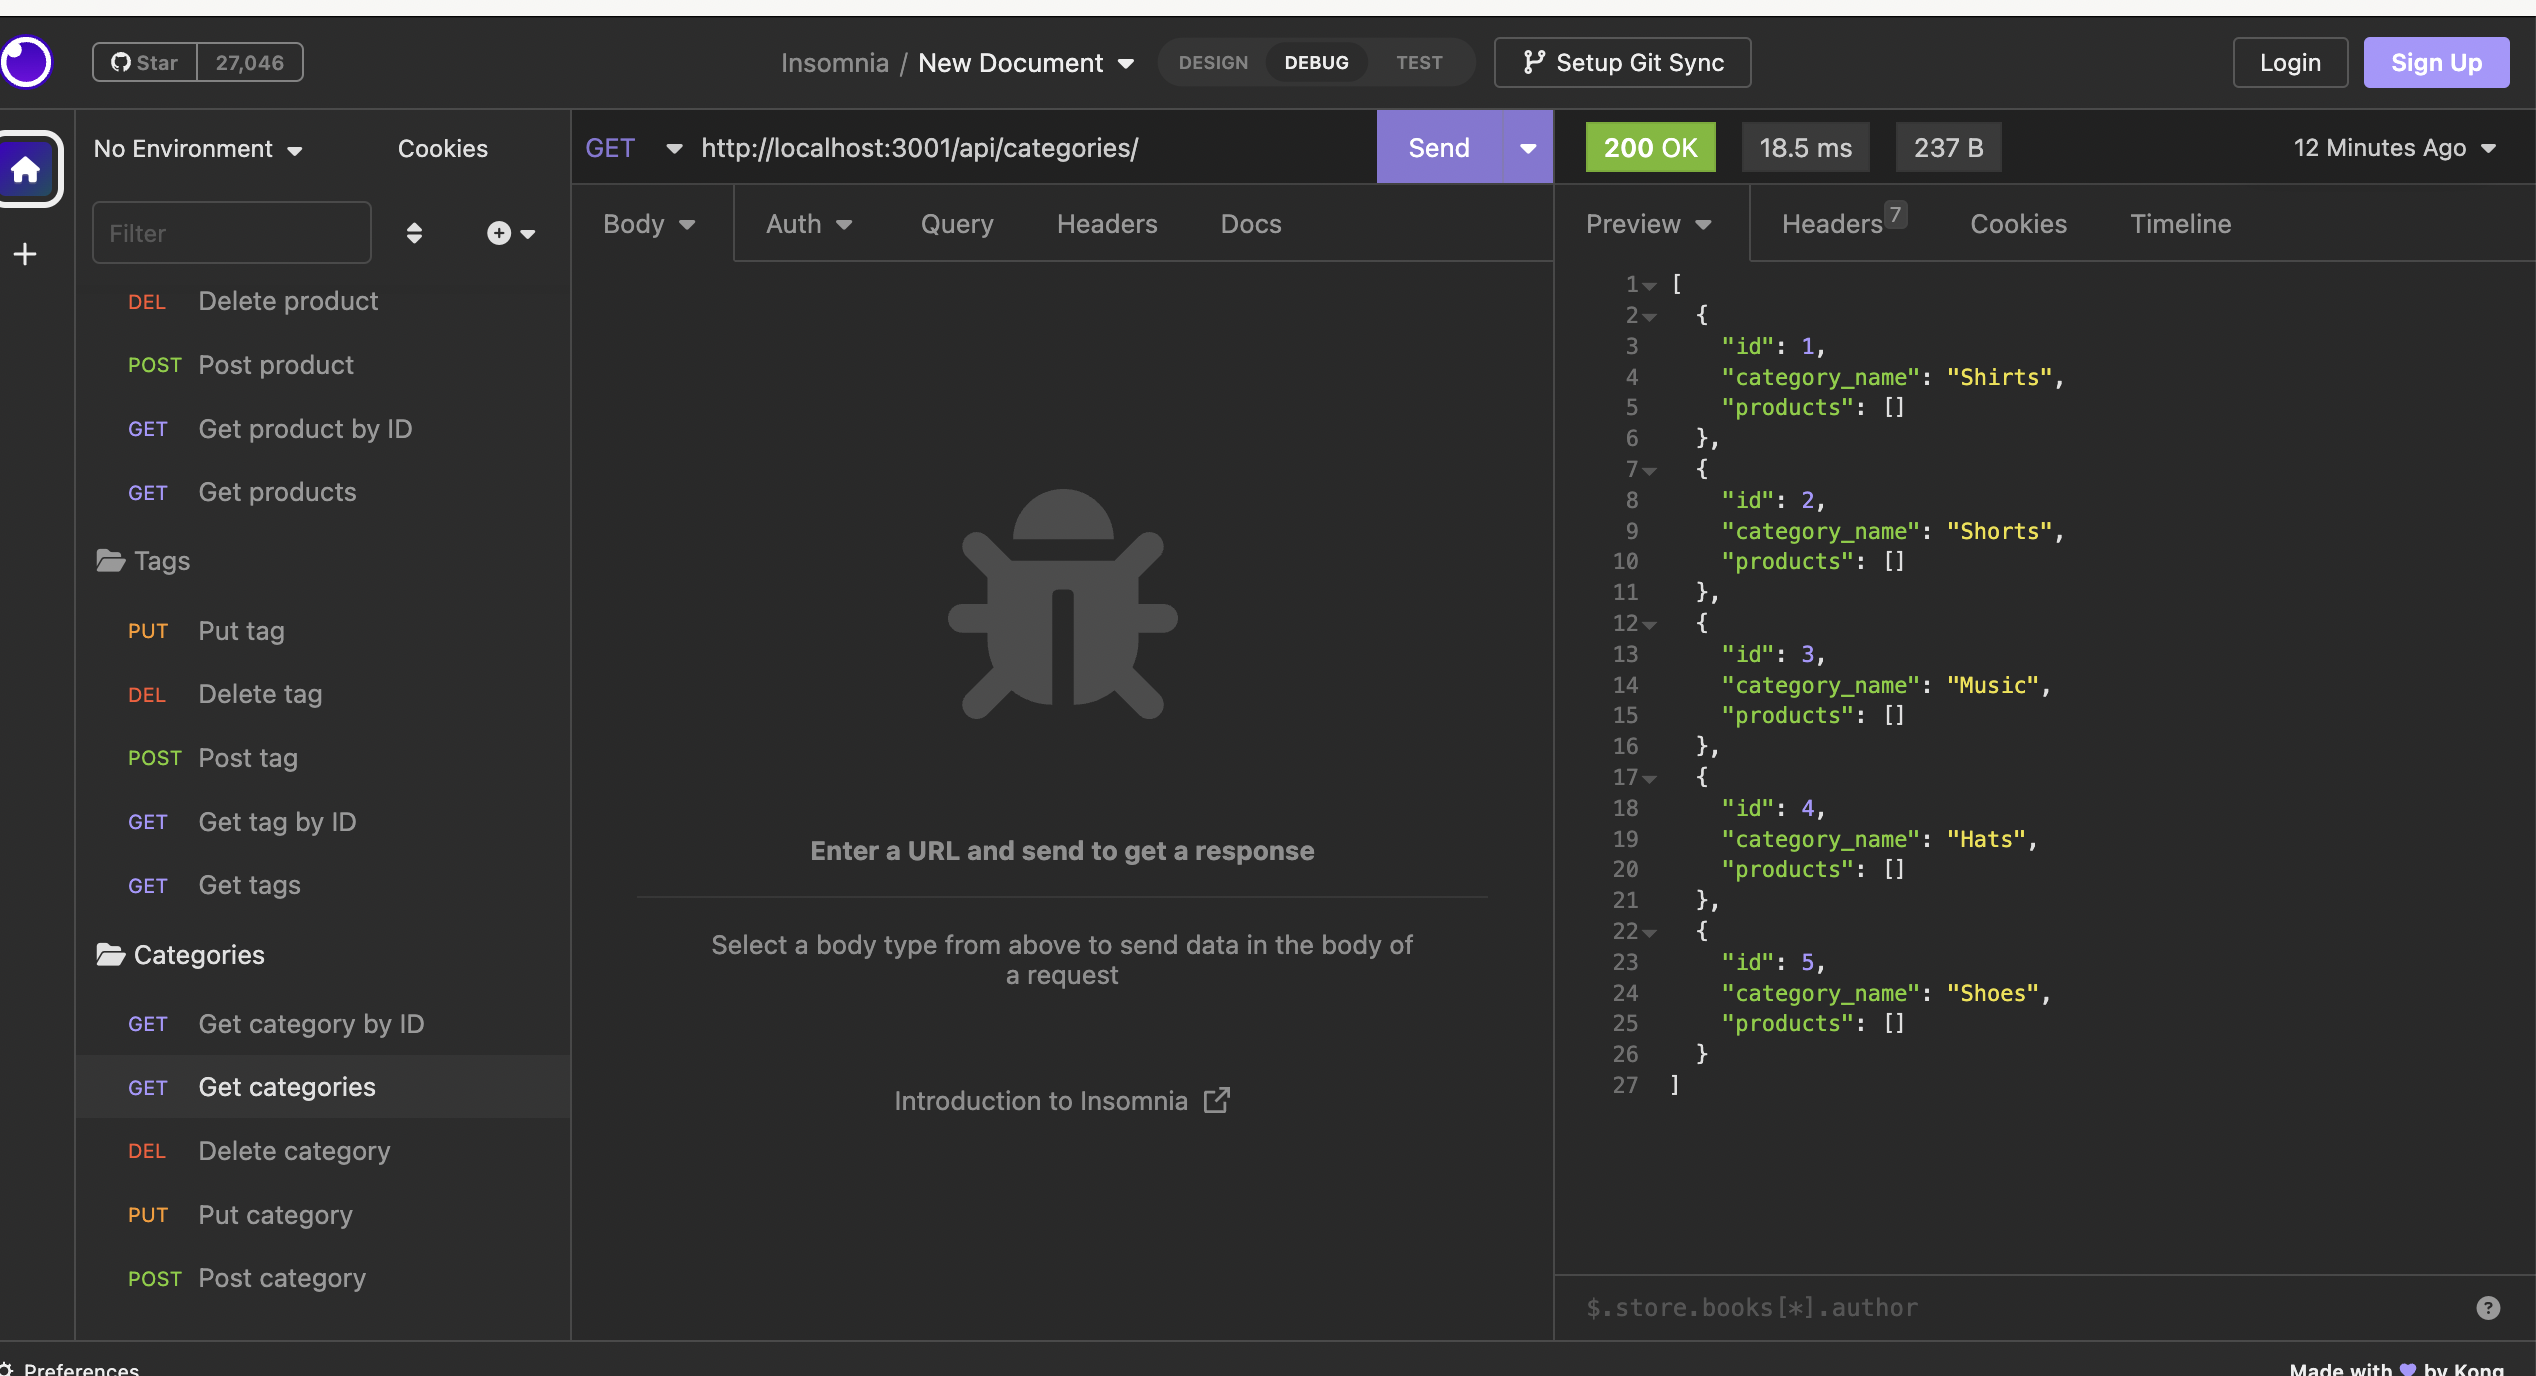 Star 27,046
Insomnia / New Document
DESIGN DEBUG TEST
Setup Git Sync
Login
Sign Up
No Environment
Cookies
Filter
DEL Delete product
POST Post product
GET Get product by ID
GET Get products
Tags
PUT Put tag
DEL Delete tag
POST Post tag
GET Get tag by ID
GET Get tags
Categories
GET Get category by ID
GET Get categories
DEL Delete category
PUT Put category
POST Post category
Preferences
GET http://localhost:3001/api/categories/
Send
Body Auth Query Headers Docs
Enter a URL and send to get a response
Select a body type from above to send data in the body of
a request
Introduction to Insomnia
200 OK 18.5 ms 237 B 12 Minutes Ago
Preview Headers 7 Cookies Timeline
1 [
2 {
3 "id": 1,
4 "category_name": "Shirts",
5 "products": []
6 },
7 {
8 "id": 2,
9 "category_name": "Shorts",
10 "products": []
11 },
12 {
13 "id": 3,
14 "category_name": "Music",
15 "products": []
16 },
17 {
18 "id": 4,
19 "category_name": "Hats",
20 "products": []
21 },
22 {
23 "id": 5,
24 "category_name": "Shoes",
25 "products": []
26 }
27 ]
$.store.books[*].author
?
Made with 💜 by Kong